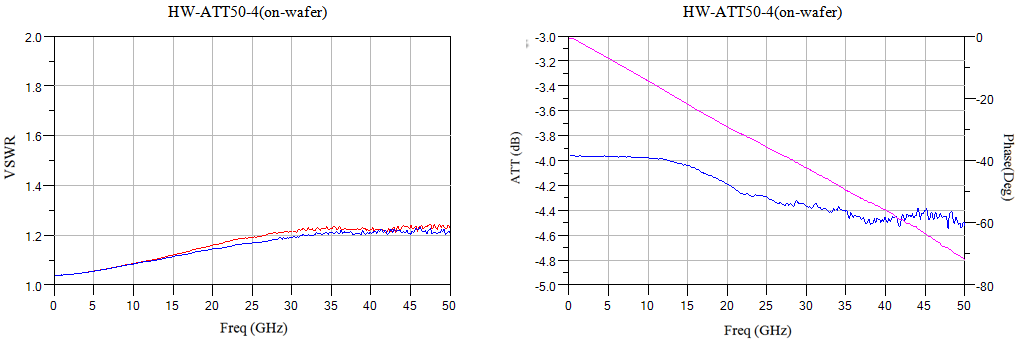 HW-ATT50-4(on-wafer)
2.0
1.8
1.6
1.4
1.2
1.0
VSWR
0 5 10 15 20 25 30 35 40 45 50
Freq (GHz)
HW-ATT50-4(on-wafer)
-3.0
-3.2
-3.4
-3.6
-3.8
-4.0
-4.2
-4.4
-4.6
-4.8
-5.0
ATT (dB)
0
-20
-40
-60
-80
Phase(Deg)
0 5 10 15 20 25 30 35 40 45 50
Freq (GHz)